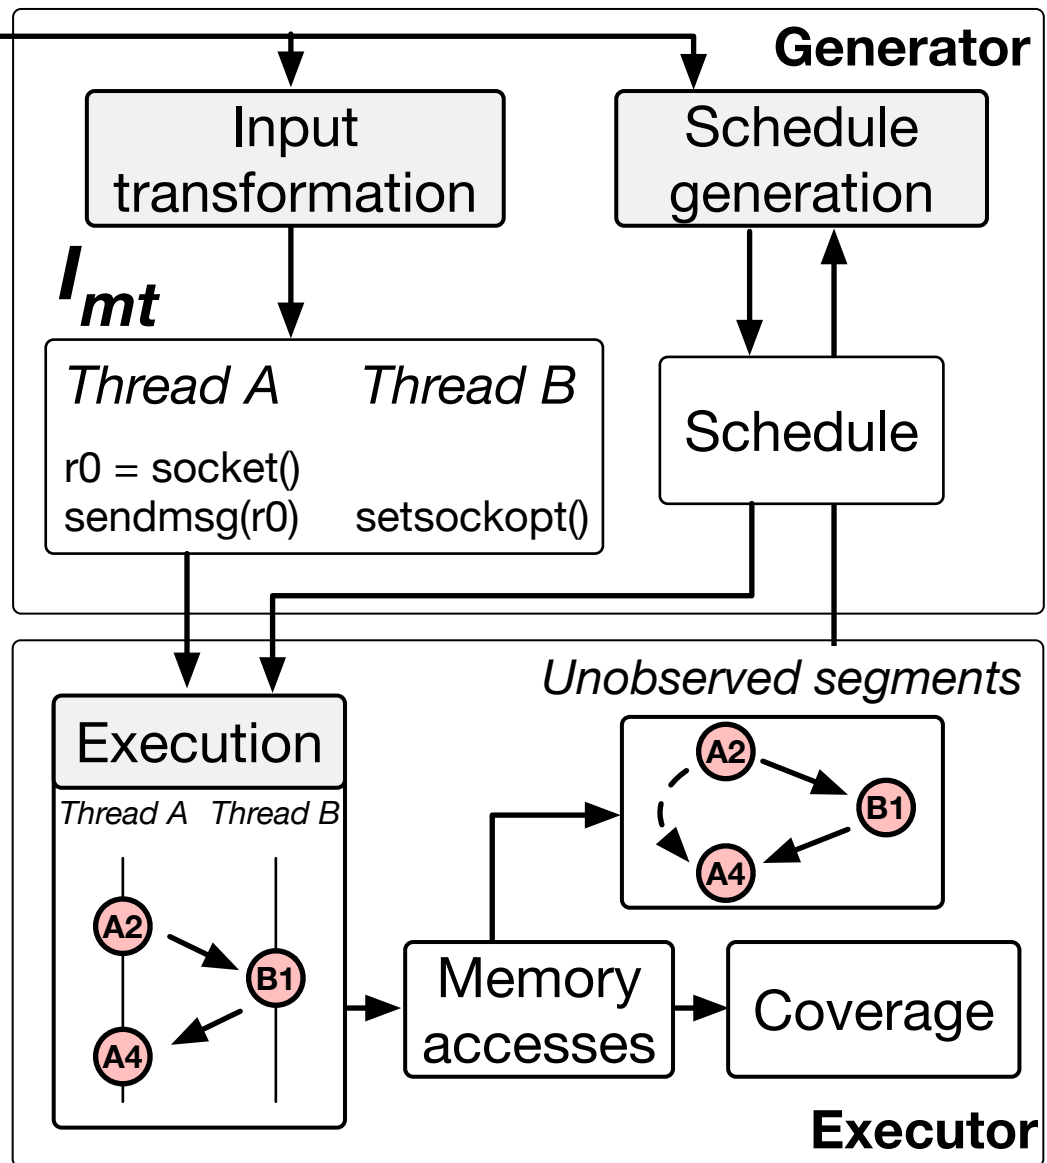 Generator
Input
transformation
Schedule
generation
Imt
Thread A Thread B
r0 = socket()
sendmsg(r0) setsockopt()
Schedule
Unobserved segments
A2
B1
A4
Execution
Thread A Thread B
A2
B1
A4
Memory
accesses
Coverage
Executor